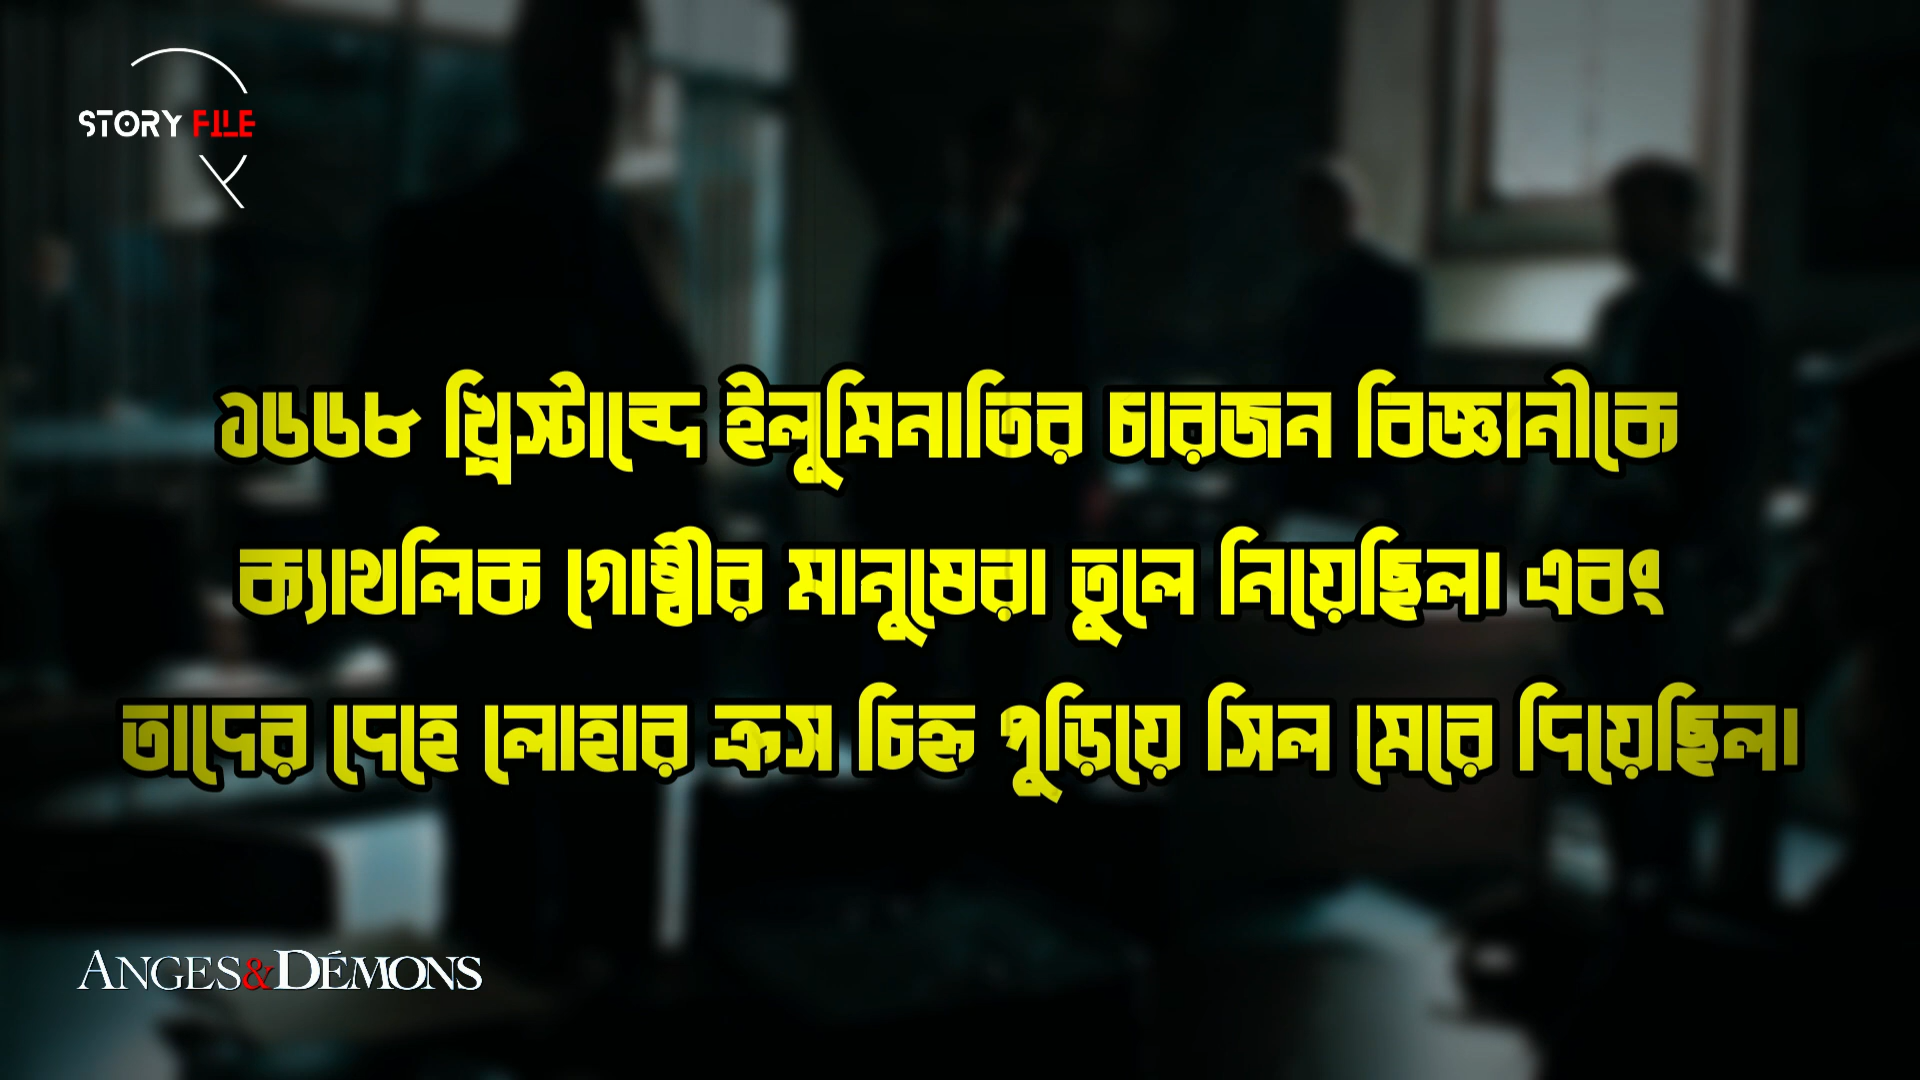 STORY FILE
১৬৬৮ খ্রিস্টাব্দে ইলুমিনাতির চারজন বিজ্ঞানীকে
ক্যাথলিক গোষ্ঠীর মানুষেরা তুলে নিয়েছিল। এবং
তাদের দেহে লোহার ক্রস চিহ্ন পুড়িয়ে সিল মেরে দিয়েছিল।
ANGES&DÉMONS